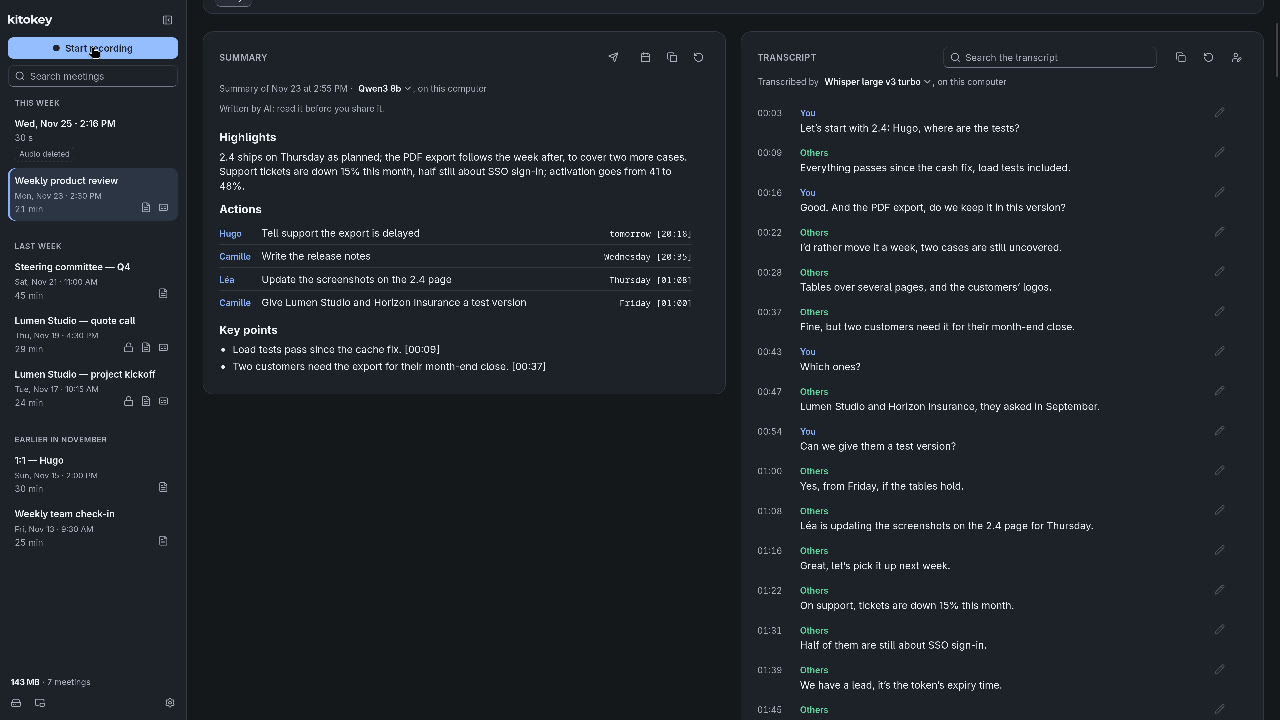 kitokey
Start recording
Search meetings
THIS WEEK
Wed, Nov 25 · 2:16 PM
30 s
Audio deleted
Weekly product review
Mon, Nov 23 · 2:30 PM
21 min
LAST WEEK
Steering committee — Q4
Sat, Nov 21 · 11:00 AM
45 min
Lumen Studio — quote call
Thu, Nov 19 · 4:30 PM
29 min
Lumen Studio — project kickoff
Tue, Nov 17 · 10:15 AM
24 min
EARLIER IN NOVEMBER
1:1 — Hugo
Sun, Nov 15 · 2:00 PM
30 min
Weekly team check-in
Fri, Nov 13 · 9:30 AM
25 min
143 MB · 7 meetings
SUMMARY
Summary of Nov 23 at 2:55 PM · Qwen3 8b , on this computer
Written by AI: read it before you share it.
Highlights
2.4 ships on Thursday as planned; the PDF export follows the week after, to cover two more cases.
Support tickets are down 15% this month, half still about SSO sign-in; activation goes from 41 to
48%.
Actions
Hugo Tell support the export is delayed tomorrow [20:18]
Camille Write the release notes Wednesday [20:35]
Léa Update the screenshots on the 2.4 page Thursday [01:08]
Camille Give Lumen Studio and Horizon Insurance a test version Friday [01:00]
Key points
• Load tests pass since the cache fix. [00:09]
• Two customers need the export for their month-end close. [00:37]
TRANSCRIPT
Search the transcript
Transcribed by Whisper large v3 turbo , on this computer
00:03 You
Let's start with 2.4: Hugo, where are the tests?
00:09 Others
Everything passes since the cash fix, load tests included.
00:16 You
Good. And the PDF export, do we keep it in this version?
00:22 Others
I'd rather move it a week, two cases are still uncovered.
00:28 Others
Tables over several pages, and the customers' logos.
00:37 Others
Fine, but two customers need it for their month-end close.
00:43 You
Which ones?
00:47 Others
Lumen Studio and Horizon Insurance, they asked in September.
00:54 You
Can we give them a test version?
01:00 Others
Yes, from Friday, if the tables hold.
01:08 Others
Léa is updating the screenshots on the 2.4 page for Thursday.
01:16 Others
Great, let's pick it up next week.
01:22 Others
On support, tickets are down 15% this month.
01:31 Others
Half of them are still about SSO sign-in.
01:39 Others
We have a lead, it's the token's expiry time.
01:45 Others